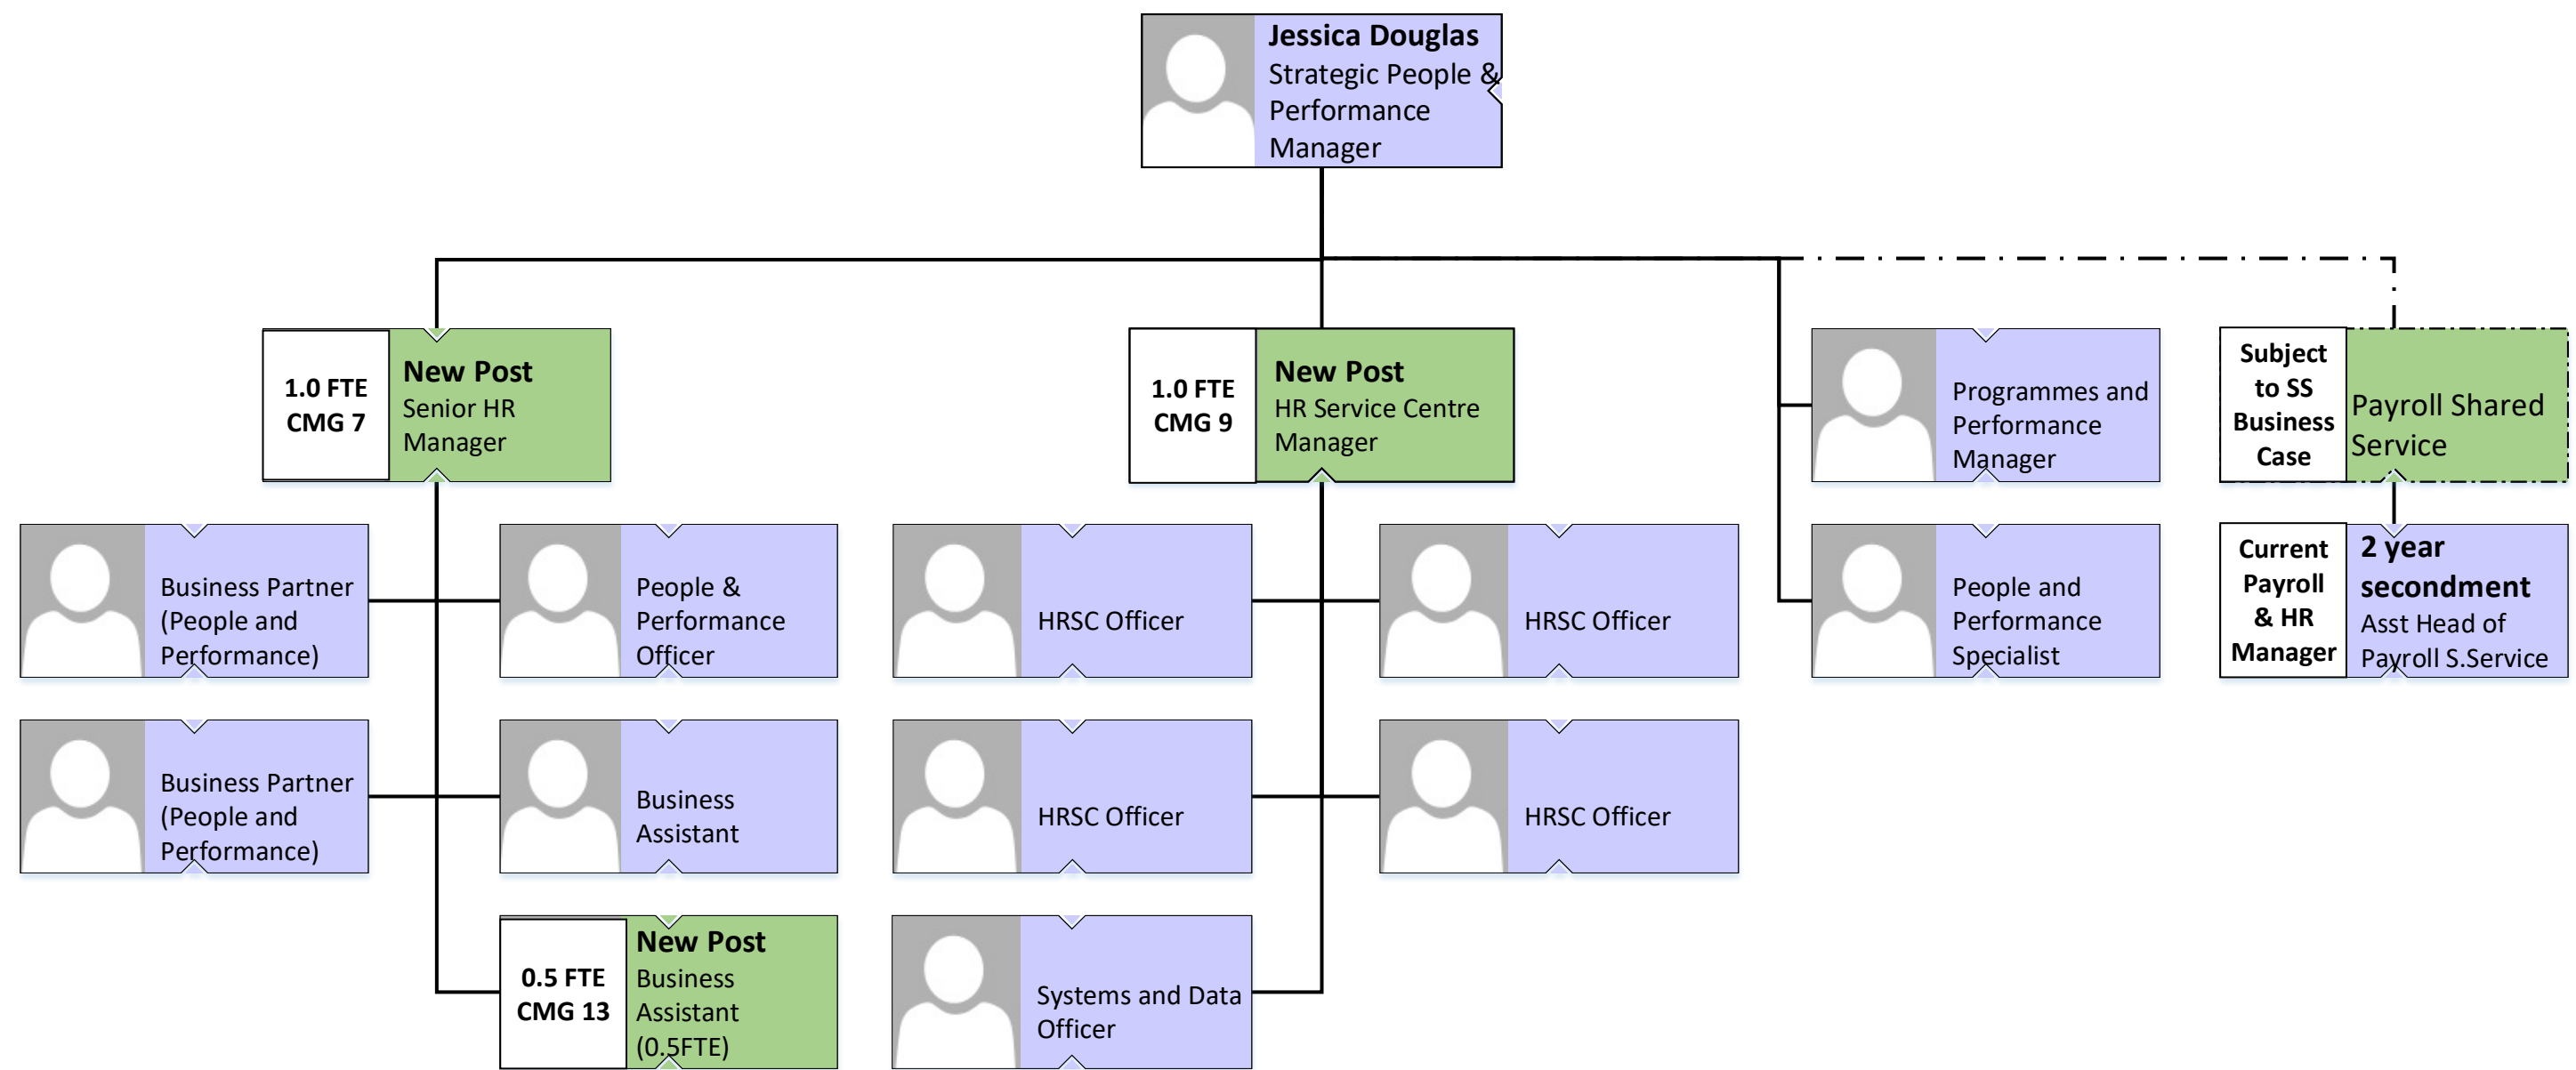 Jessica Douglas
Strategic People &
Performance
Manager
1.0 FTE
CMG 7
New Post
Senior HR
Manager
1.0 FTE
CMG 9
New Post
HR Service Centre
Manager
Programmes and
Performance
Manager
Subject
to SS
Business
Case
Payroll Shared
Service
Business Partner
(People and
Performance)
People &
Performance
Officer
HRSC Officer
HRSC Officer
People and
Performance
Specialist
Current
Payroll
& HR
Manager
2 year
secondment
Asst Head of
Payroll S.Service
Business Partner
(People and
Performance)
Business
Assistant
HRSC Officer
HRSC Officer
0.5 FTE
CMG 13
New Post
Business
Assistant
(0.5FTE)
Systems and Data
Officer